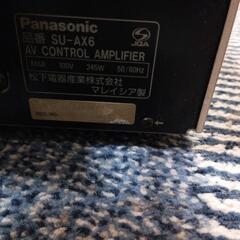 Panasonic
JQA
品番 SU-AX6
AV CONTROL AMPLIFIER
100V 245W 50/60Hz
松下電器産業株式会社
マレイシア製